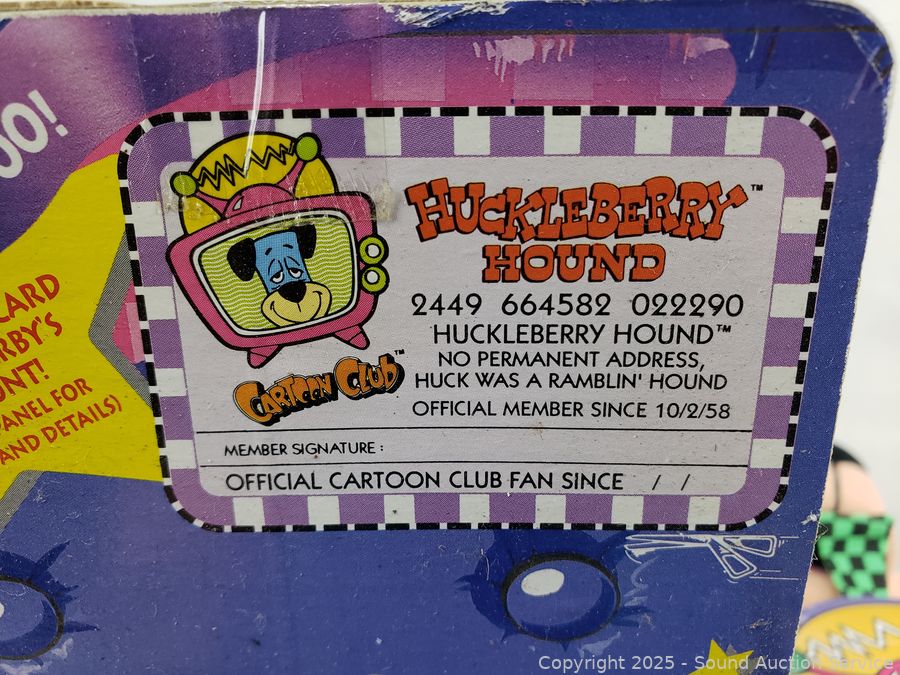 OO!
CARD
RBY'S
UNT!
PANEL FOR
AND DETAILS)
HUCKLEBERRY™
HOUND
2449 664582 022290
HUCKLEBERRY HOUND™
NO PERMANENT ADDRESS,
HUCK WAS A RAMBLIN' HOUND
OFFICIAL MEMBER SINCE 10/2/58
CARTOON CLUB™
MEMBER SIGNATURE :
OFFICIAL CARTOON CLUB FAN SINCE / /
Copyright 2025 - Sound Auction Service